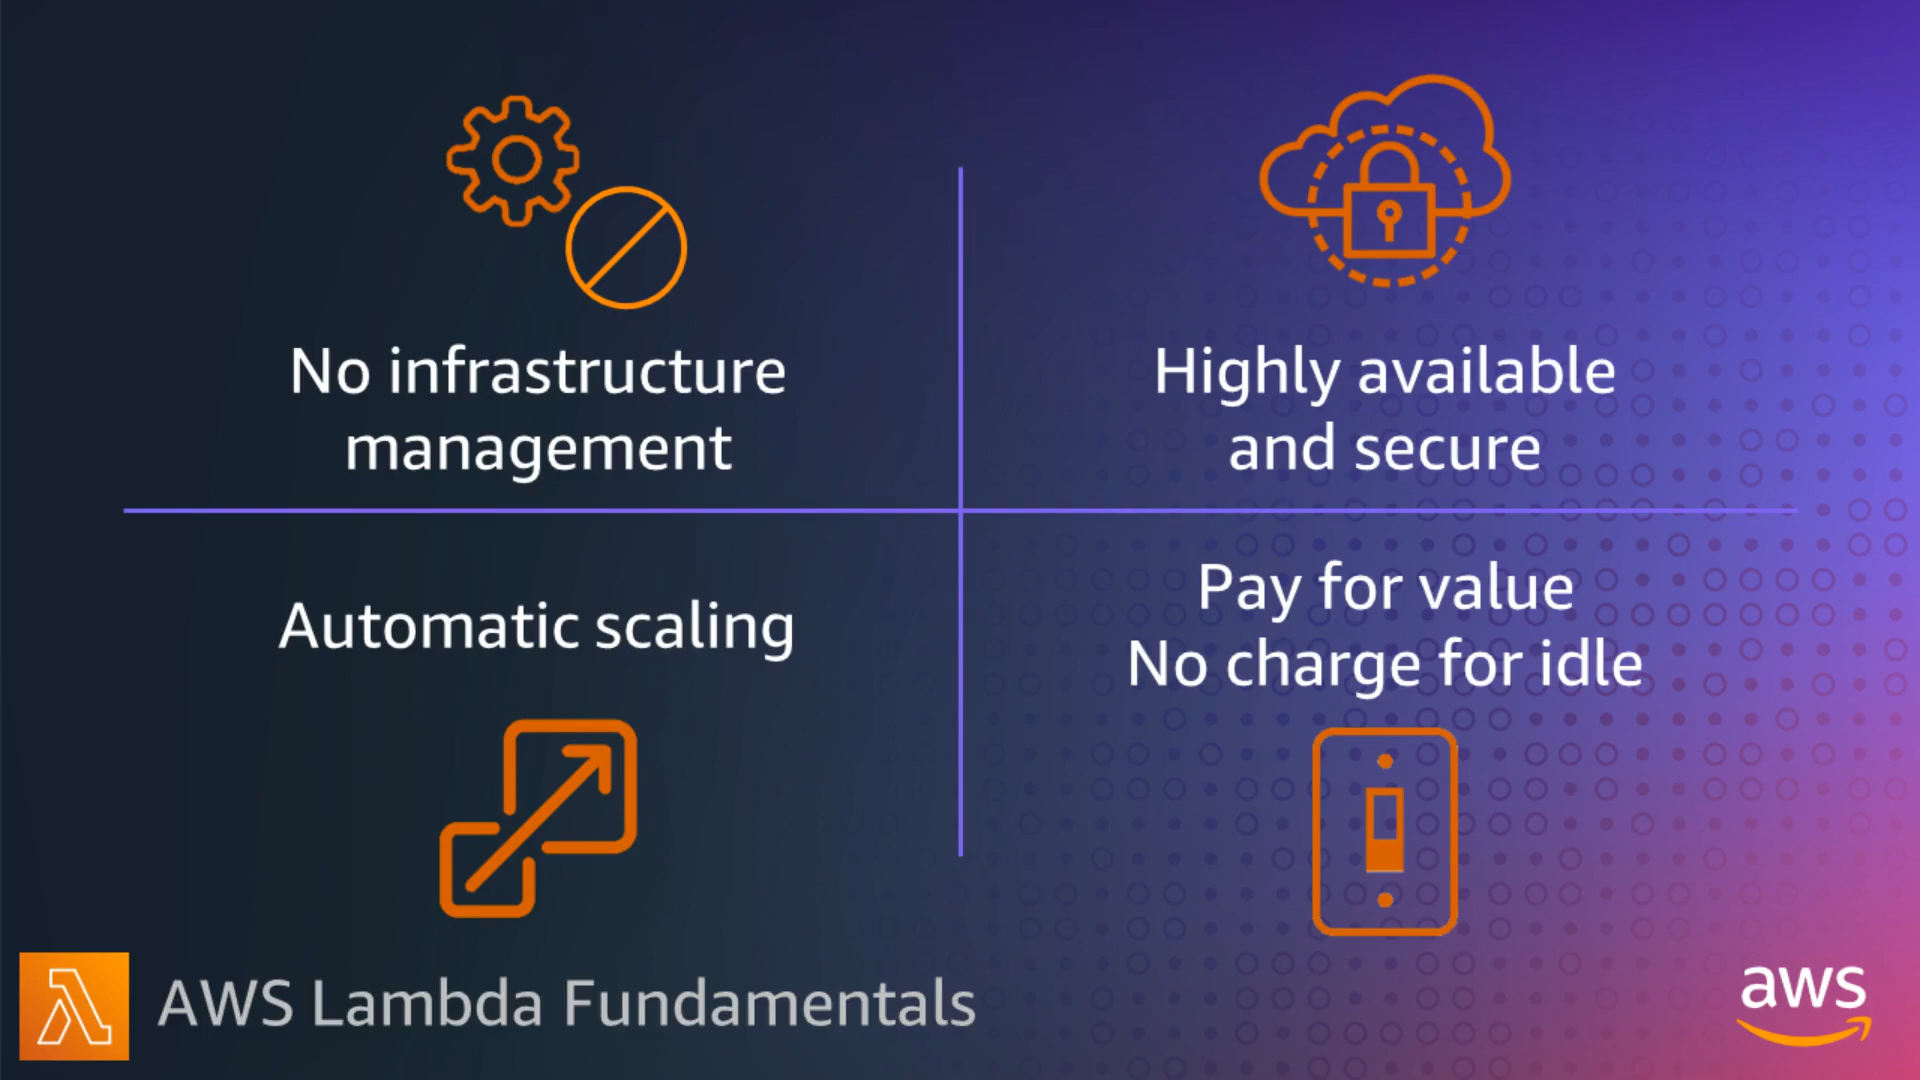 No infrastructure
management
Highly available
and secure
Automatic scaling
Pay for value
No charge for idle
AWS Lambda Fundamentals
aws